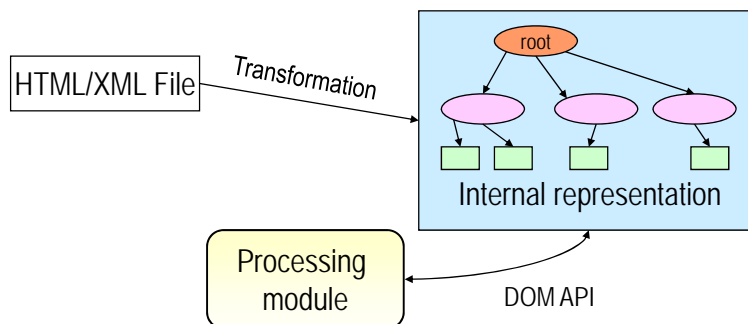 root
HTML/XML File
Transformation
Internal representation
Processing
module
DOM API